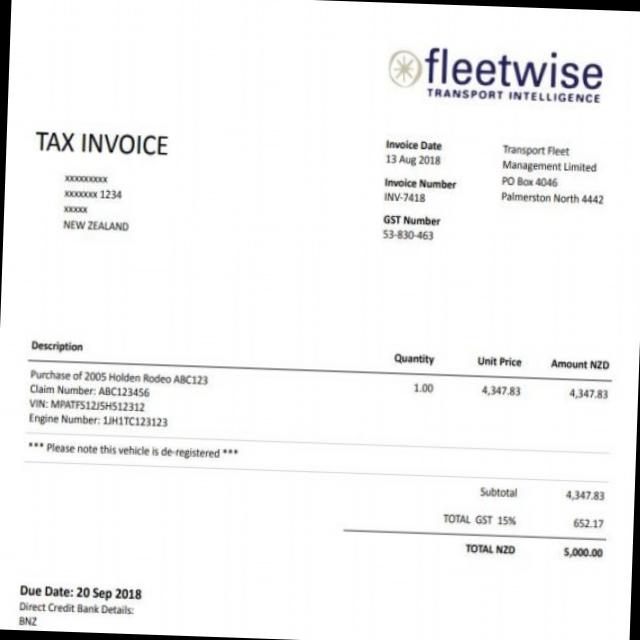 fleetwise
TRANSPORT INTELLIGENCE
TAX INVOICE
xxxxxxxxx
xxxxxxx 1234
xxxxx
NEW ZEALAND
Invoice Date
13 Aug 2018
Invoice Number
INV-7418
GST Number
53-830-463
Transport Fleet
Management Limited
PO Box 4046
Palmerston North 4442
Description Quantity Unit Price Amount NZD
Purchase of 2005 Holden Rodeo ABC123 1.00 4,347.83 4,347.83
Claim Number: ABC123456
VIN: MPATFS12J5H512312
Engine Number: 1JH1TC123123
*** Please note this vehicle is de-registered ***
Subtotal 4,347.83
TOTAL GST 15% 652.17
TOTAL NZD 5,000.00
Due Date: 20 Sep 2018
Direct Credit Bank Details:
BNZ